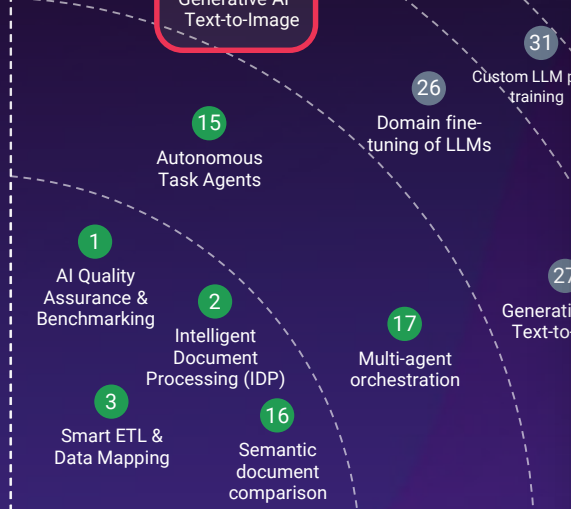 Generative AI
Text-to-Image
31
Custom LLM
training
26
Domain fine-
tuning of LLMs
15
Autonomous
Task Agents
1
AI Quality
Assurance &
Benchmarking
2
Intelligent
Document
Processing (IDP)
27
Text-to-
17
Multi-agent
orchestration
3
Smart ETL &
Data Mapping
16
Semantic
document
comparison